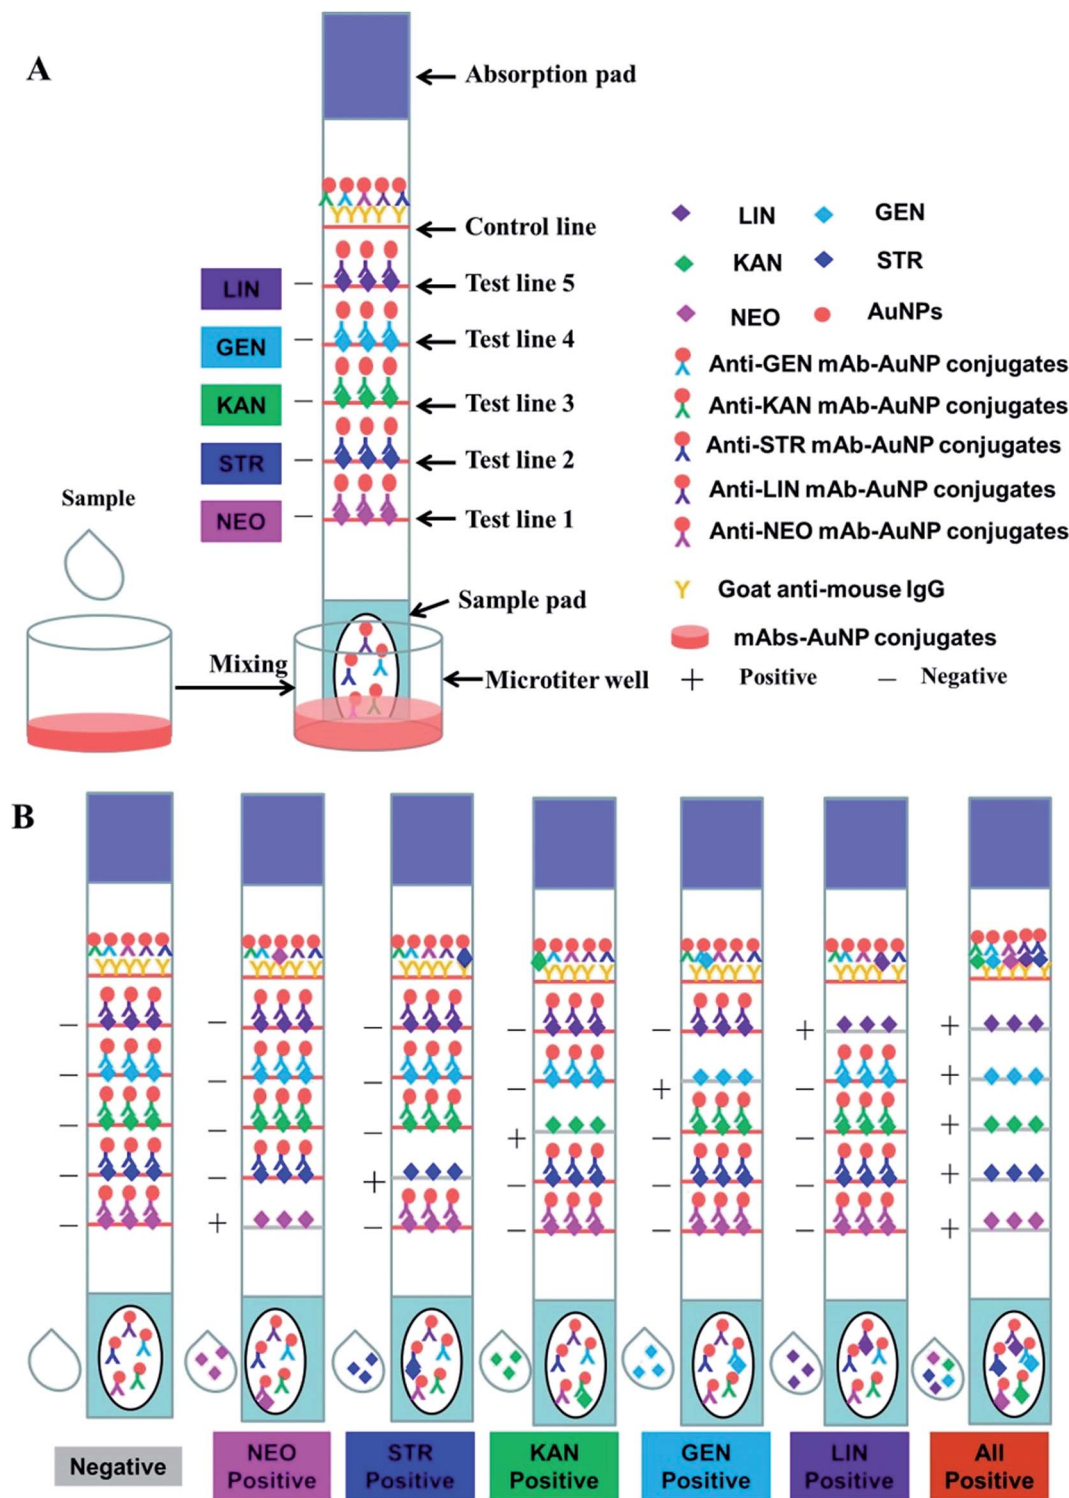 A
Absorption pad
Control line
LIN
−
Test line 5
GEN
−
Test line 4
KAN
−
Test line 3
STR
−
Test line 2
NEO
−
Test line 1
Sample
Sample pad
Mixing
Microtiter well
LIN
GEN
KAN
STR
NEO
AuNPs
Anti-GEN mAb-AuNP conjugates
Anti-KAN mAb-AuNP conjugates
Anti-STR mAb-AuNP conjugates
Anti-LIN mAb-AuNP conjugates
Anti-NEO mAb-AuNP conjugates
Goat anti-mouse IgG
mAbs-AuNP conjugates
+ Positive − Negative
B
− − − − + +
− − − − + − +
− − − + − − +
− − + − − − +
− + − − − − +
Negative
NEO
Positive
STR
Positive
KAN
Positive
GEN
Positive
LIN
Positive
All
Positive